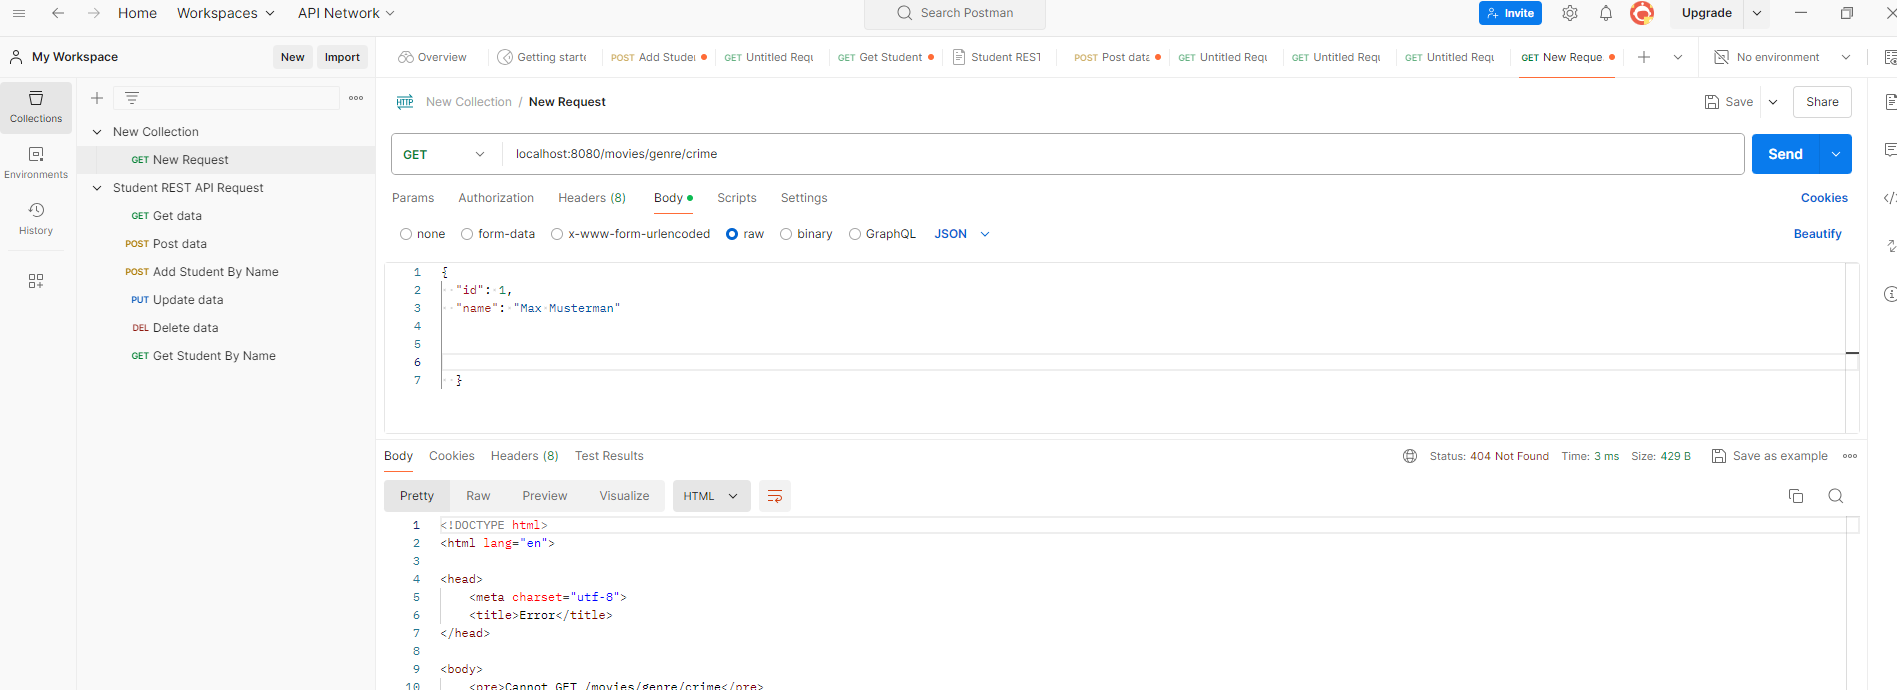 Home Workspaces API Network Search Postman Invite Upgrade
My Workspace New Import Overview Getting starte POST Add Studer GET Untitled Requ GET Get Student Student REST POST Post data GET Untitled Requ GET Untitled Requ GET Untitled Requ GET New Reque No environment
Collections
Environments
History
New Collection
GET New Request
Student REST API Request
GET Get data
POST Post data
POST Add Student By Name
PUT Update data
DEL Delete data
GET Get Student By Name
HTTP New Collection / New Request Save Share
GET localhost:8080/movies/genre/crime Send
Params Authorization Headers (8) Body Scripts Settings Cookies
none form-data x-www-form-urlencoded raw binary GraphQL JSON Beautify
1 {
2 "id": 1,
3 "name": "Max Musterman"
4
5
6
7 }
Body Cookies Headers (8) Test Results Status: 404 Not Found Time: 3 ms Size: 429 B Save as example
Pretty Raw Preview Visualize HTML
1 <!DOCTYPE html>
2 <html lang="en">
3
4 <head>
5 <meta charset="utf-8">
6 <title>Error</title>
7 </head>
8
9 <body>
10 <pre>Cannot GET /movies/genre/crime</pre>